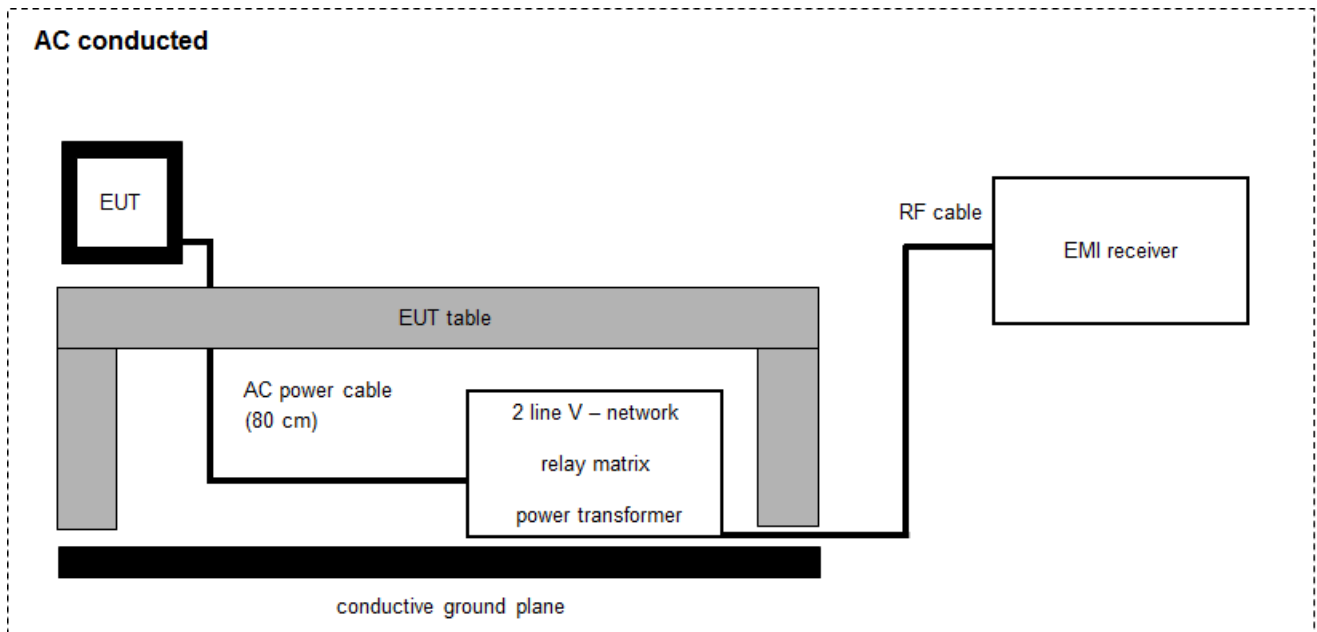 AC conducted
EUT
RF cable
EMI receiver
EUT table
AC power cable
(80 cm)
2 line V – network
relay matrix
power transformer
conductive ground plane